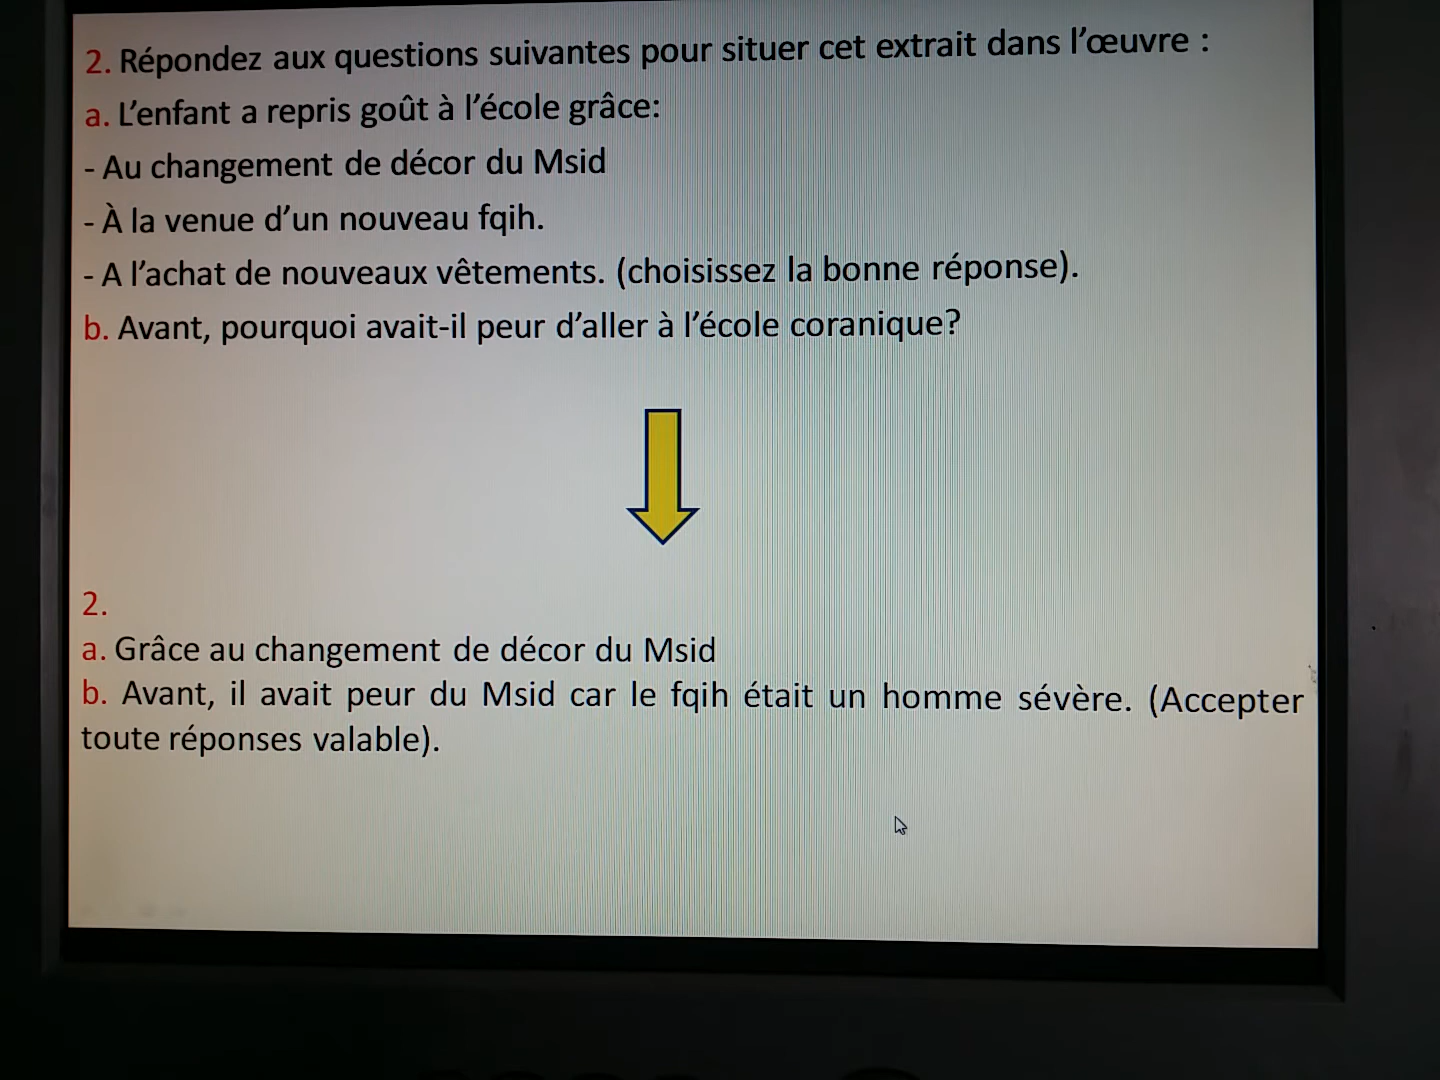 2. Répondez aux questions suivantes pour situer cet extrait dans l’œuvre :
a. L’enfant a repris goût à l’école grâce:
- Au changement de décor du Msid
- À la venue d’un nouveau fqih.
- A l’achat de nouveaux vêtements. (choisissez la bonne réponse).
b. Avant, pourquoi avait-il peur d’aller à l’école coranique?
2.
a. Grâce au changement de décor du Msid
b. Avant, il avait peur du Msid car le fqih était un homme sévère. (Accepter
toute réponses valable).